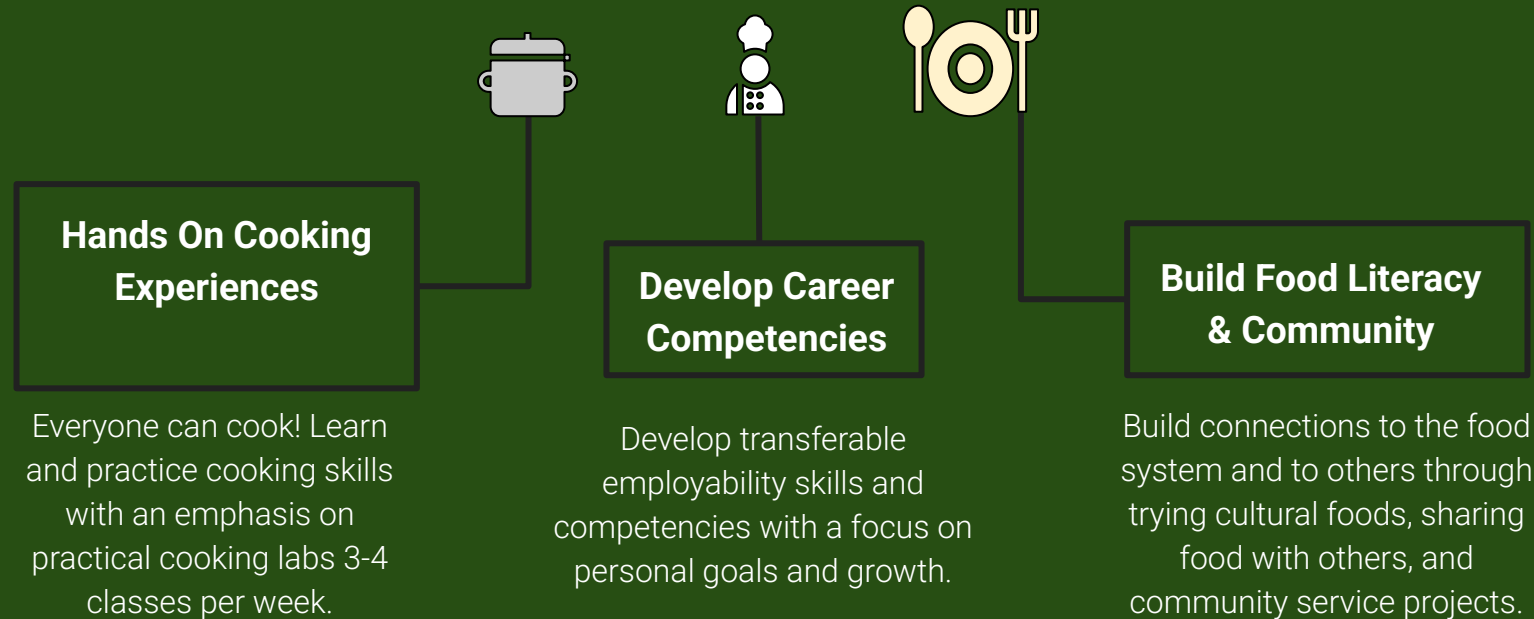 Hands On Cooking
Experiences
Everyone can cook! Learn
and practice cooking skills
with an emphasis on
practical cooking labs 3-4
classes per week.
Develop Career
Competencies
Develop transferable
employability skills and
competencies with a focus on
personal goals and growth.
Build Food Literacy
& Community
Build connections to the food
system and to others through
trying cultural foods, sharing
food with others, and
community service projects.